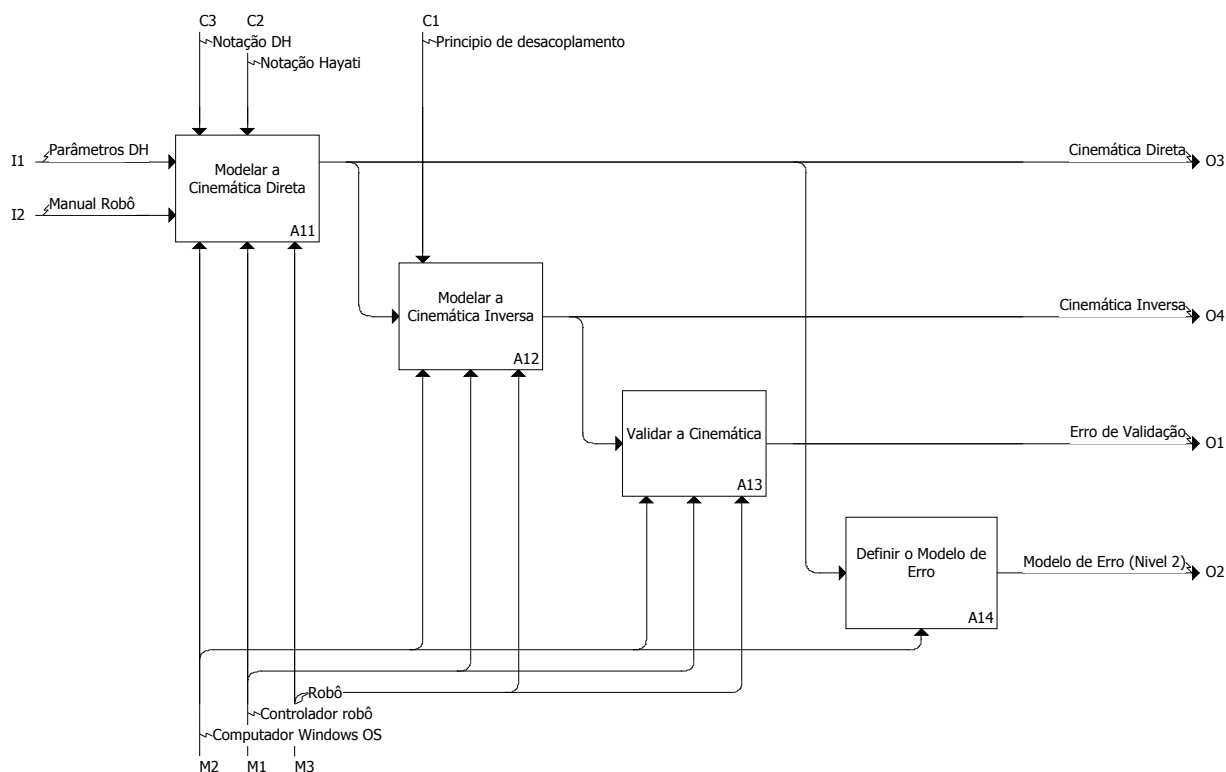 C3
C2
C1
Notação DH
Principio de desacoplamento
Notação Hayati
I1
Parâmetros DH
Cinemática Direta
O3
Modelar a
Cinemática Direta
I2
Manual Robô
A11
Modelar a
Cinemática Inversa
Cinemática Inversa
O4
A12
Validar a Cinemática
Erro de Validação
O1
A13
Definir o Modelo de
Erro
Modelo de Erro (Nivel 2)
O2
A14
Robô
Controlador robô
Computador Windows OS
M2
M1
M3